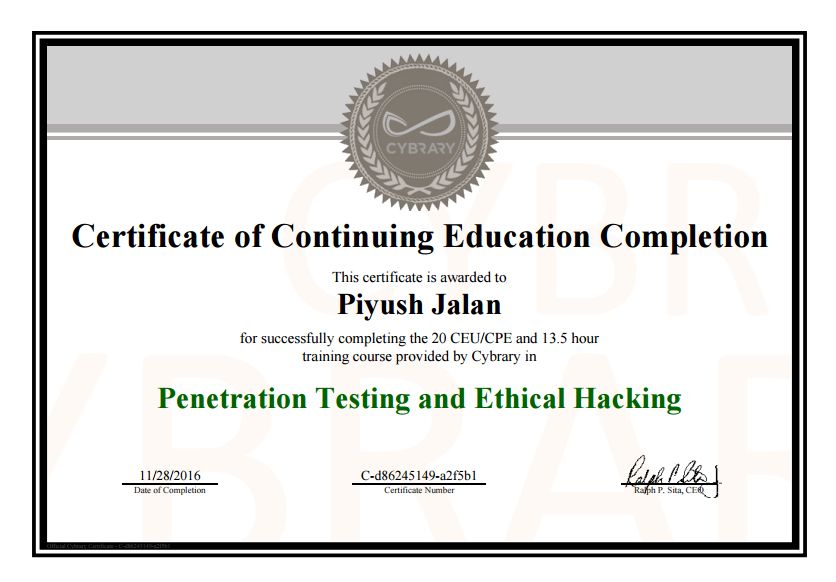 CYBRARY
Certificate of Continuing Education Completion
This certificate is awarded to
Piyush Jalan
for successfully completing the 20 CEU/CPE and 13.5 hour
training course provided by Cybrary in
Penetration Testing and Ethical Hacking
11/28/2016
Date of Completion
C-d86245149-a2f5b1
Certificate Number
Ralph P. Sita
Ralph P. Sita, CEO
Official Cybrary Certificate - C-d86245149-a2f5b1
CYBR
YBRAR